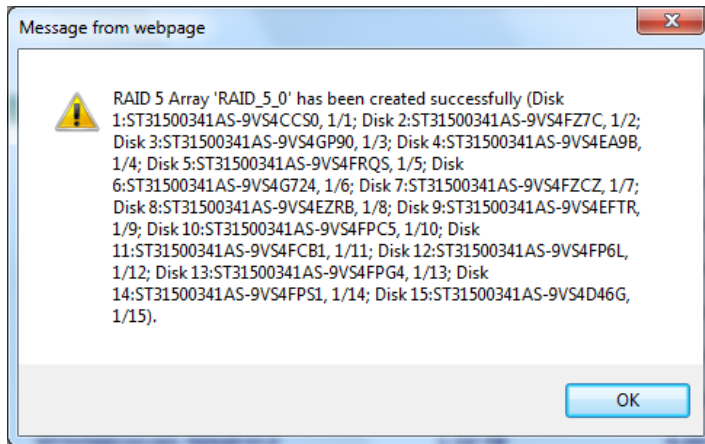 Message from webpage
RAID 5 Array 'RAID_5_0' has been created successfully (Disk
1:ST31500341AS-9VS4CCS0, 1/1; Disk 2:ST31500341AS-9VS4FZ7C, 1/2;
Disk 3:ST31500341AS-9VS4GP90, 1/3; Disk 4:ST31500341AS-9VS4EA9B,
1/4; Disk 5:ST31500341AS-9VS4FRQS, 1/5; Disk
6:ST31500341AS-9VS4G724, 1/6; Disk 7:ST31500341AS-9VS4FZCZ, 1/7;
Disk 8:ST31500341AS-9VS4EZRB, 1/8; Disk 9:ST31500341AS-9VS4EFTR,
1/9; Disk 10:ST31500341AS-9VS4FPC5, 1/10; Disk
11:ST31500341AS-9VS4FCB1, 1/11; Disk 12:ST31500341AS-9VS4FP6L,
1/12; Disk 13:ST31500341AS-9VS4FPG4, 1/13; Disk
14:ST31500341AS-9VS4FPS1, 1/14; Disk 15:ST31500341AS-9VS4D46G,
1/15).
OK